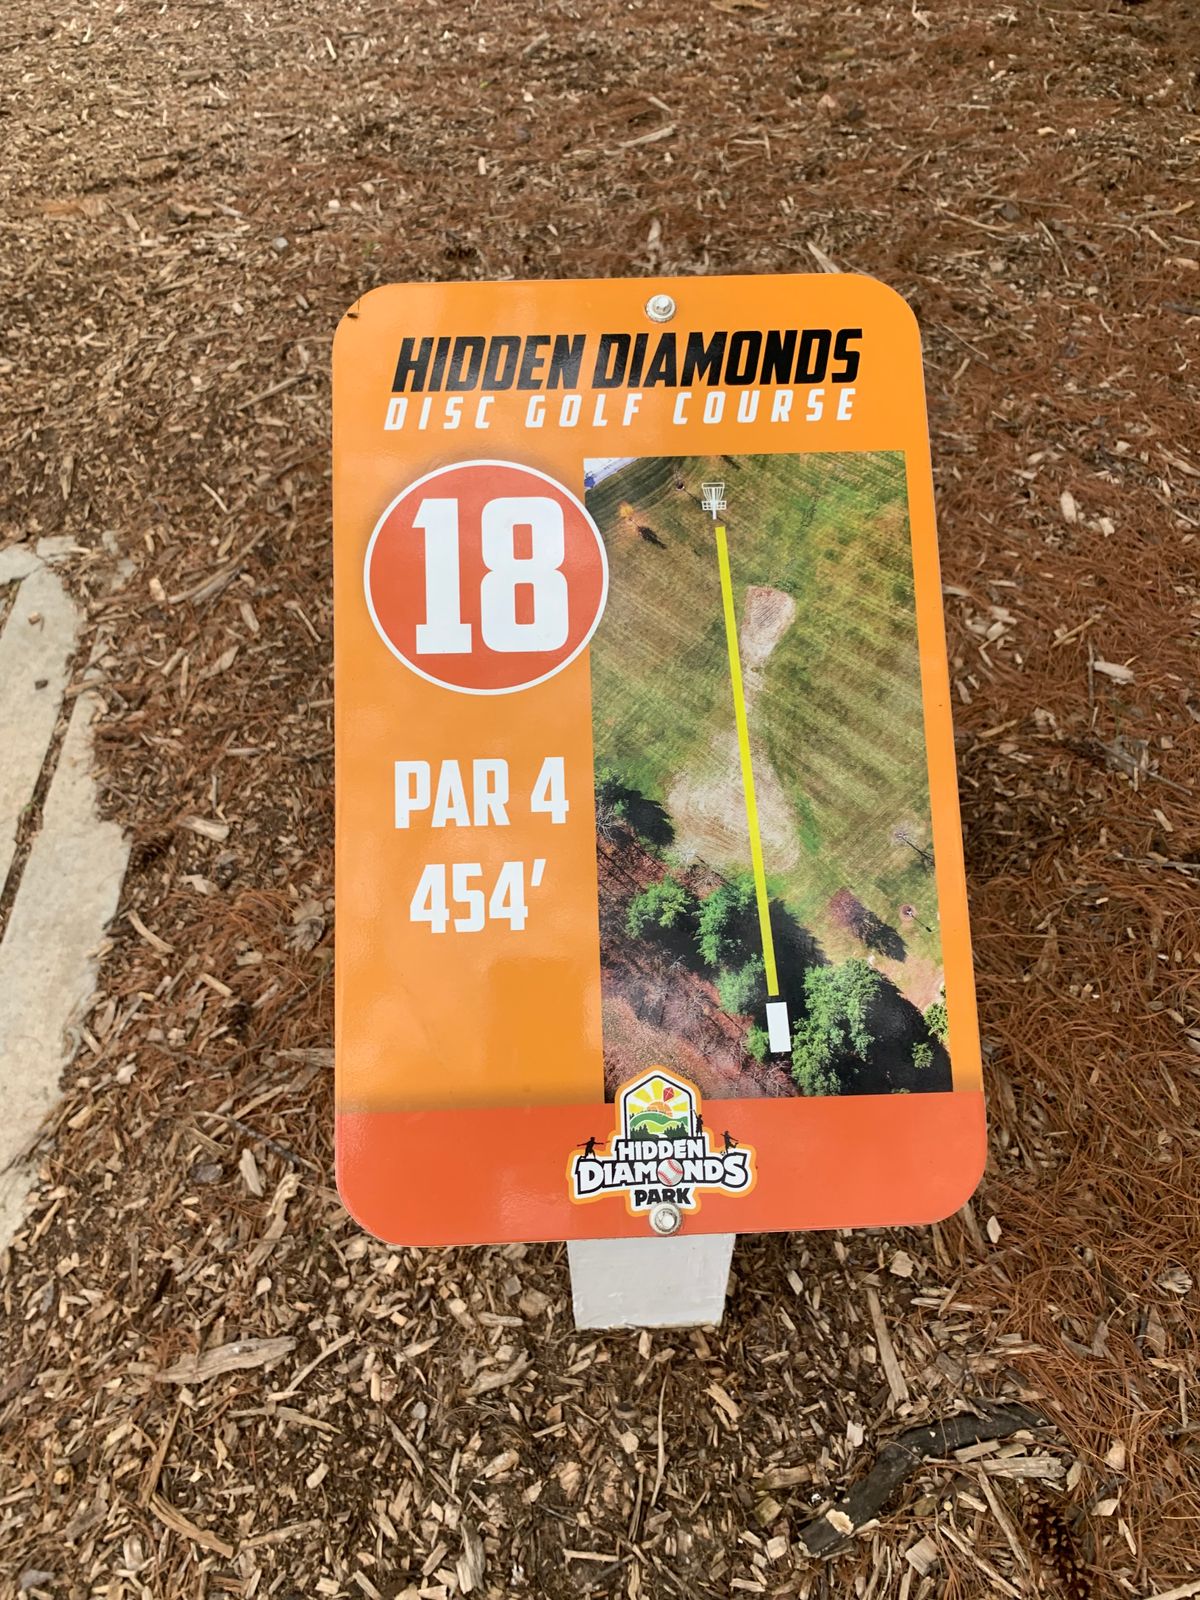 HIDDEN DIAMONDS
DISC GOLF COURSE
18
PAR 4
454’
HIDDEN
DIAMONDS
PARK